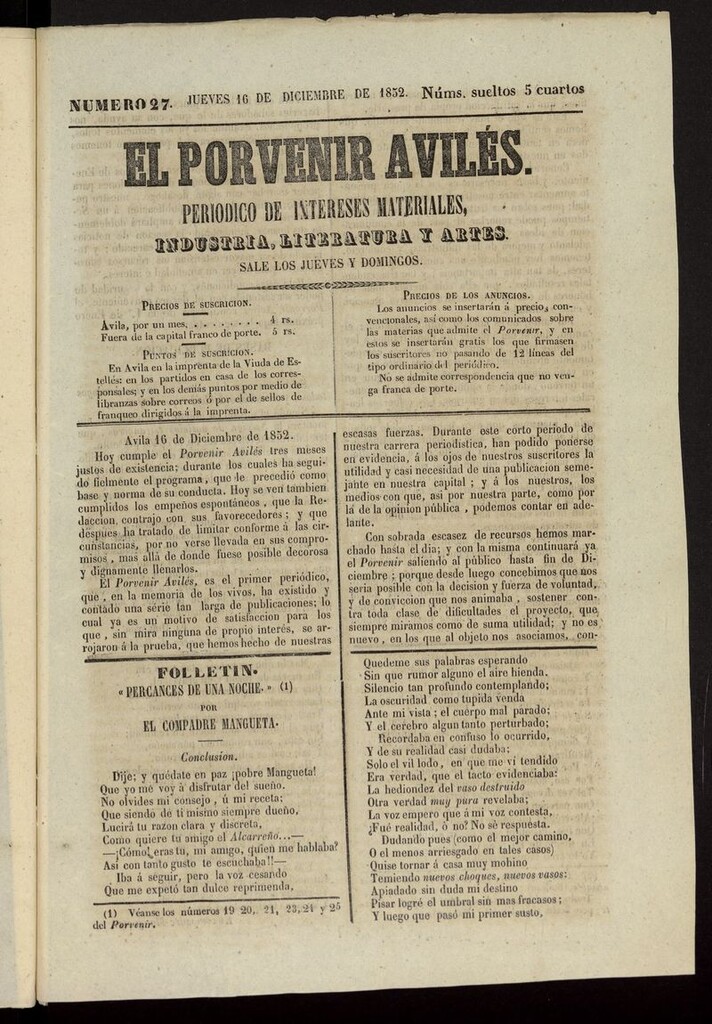 NUMERO 27. JUEVES 16 DE DICIEMBRE DE 1852. Núms. sueltos 5 cuartos
EL PORVENIR AVILÉS.
PERIODICO DE INTERESES MATERIALES,
INDUSTRIA, LITERATURA Y ARTES.
SALE LOS JUEVES Y DOMINGOS.
PRECIOS DE SUSCRICION.
Avila, por un mes. . . . . . . . . 4 rs.
Fuera de la capital franco de porte. 5 rs.
PUNTOS DE SUSCRICION.
En Avila en la imprenta de la Viuda de Es-
tellés: en los partidos en casa de los corres-
ponsales; y en los demás puntos por medio de
libranzas sobre correos ó por el de sellos de
franqueo dirigidos á la imprenta.
PRECIOS DE LOS ANUNCIOS.
Los anuncios se insertarán á precios con-
vencionales, así como los comunicados sobre
las materias que admite el Porvenir, y en
estos se insertarán gratis los que firmasen
los suscritores no pasando de 12 líneas del
tipo ordinario del periódico.
No se admite correspondencia que no ven-
ga franca de porte.
Avila 16 de Diciembre de 1852.
Hoy cumple el Porvenir Avilés tres meses
justos de existencia; durante los cuales ha segui-
do fielmente el programa, que le precedió como
base y norma de su conducta. Hoy se ven tambien
cumplidos los empeños espontáneos, que la Re-
daccion contrajo con sus favorecedores; y que
despues ha tratado de limitar conforme á las cir-
cunstancias, por no verse llevada en sus compro-
misos, mas allá de donde fuese posible decorosa
y dignamente llenarlos.
El Porvenir Avilés, es el primer periódico,
que, en la memoria de los vivos, ha existido y
contado una série tan larga de publicaciones; lo
cual ya es un motivo de satisfaccion para los
que, sin mira ninguna de propio interés, se ar-
rojaron á la prueba, que hemos hecho de nuestras
escasas fuerzas. Durante este corto periodo de
nuestra carrera periodistica, han podido ponerse
en evidencia, á los ojos de nuestros suscritores la
utilidad y casi necesidad de una publicacion seme-
jante en nuestra capital; y á los nuestros, los
medios con que, asi por nuestra parte, como por
la de la opinion pública, podemos contar en ade-
lante.
Con sobrada escasez de recursos hemos mar-
chado hasta el dia; y con la misma continuará ya
el Porvenir saliendo al público hasta fin de Di-
ciembre; porque desde luego concebimos que nos
seria posible con la decision y fuerza de voluntad,
y de conviccion que nos animaba, sostener con-
tra toda clase de dificultades el proyecto, que
siempre miramos como de suma utilidad; y no es
nuevo, en los que al objeto nos asociamos, con-
FOLLETIN.
« PERCANCES DE UNA NOCHE. » (1)
POR
EL COMPADRE MANGUETA.
Conclusion.
Dije; y quédate en paz ¡pobre Mangueta!
Que yo me voy á disfrutar del sueño.
No olvides mi consejo, ú mi receta;
Que siendo de ti mismo siempre dueño,
Lucirá tu razon clara y discreta,
Como quiere tu amigo el Alcarreño...—
—¡Cómo! ¿eras tú, mi amigo, quien me hablaba?
Asi con tanto gusto te escuchaba!!—
Iba á seguir, pero la voz cesando
Que me expetó tan dulce reprimenda,
(1) Véanse los números 19 20, 21, 23, 24 y 25
del Porvenir.
Quedeme sus palabras esperando
Sin que rumor alguno el aire hienda.
Silencio tan profundo contemplando;
La oscuridad como tupida venda
Ante mi vista; el cuerpo mal parado;
Y el cerebro algun tanto perturbado;
Recordaba en confuso lo ocurrido,
Y de su realidad casi dudaba;
Solo el vil lodo, en que me ví tendido
Era verdad, que el tacto evidenciaba:
La hediondez del vaso destruido
Otra verdad muy pura revelaba;
La voz empero que á mi voz contesta,
¿Fué realidad, ó no? No sé respuesta.
Dudando pues (como el mejor camino,
O el menos arriesgado en tales casos)
Quise tornar á casa muy mohino
Temiendo nuevos choques, nuevos vasos:
Apiadado sin duda mi destino
Pisar logré el umbral sin mas fracasos;
Y luego que pasó mi primer susto,